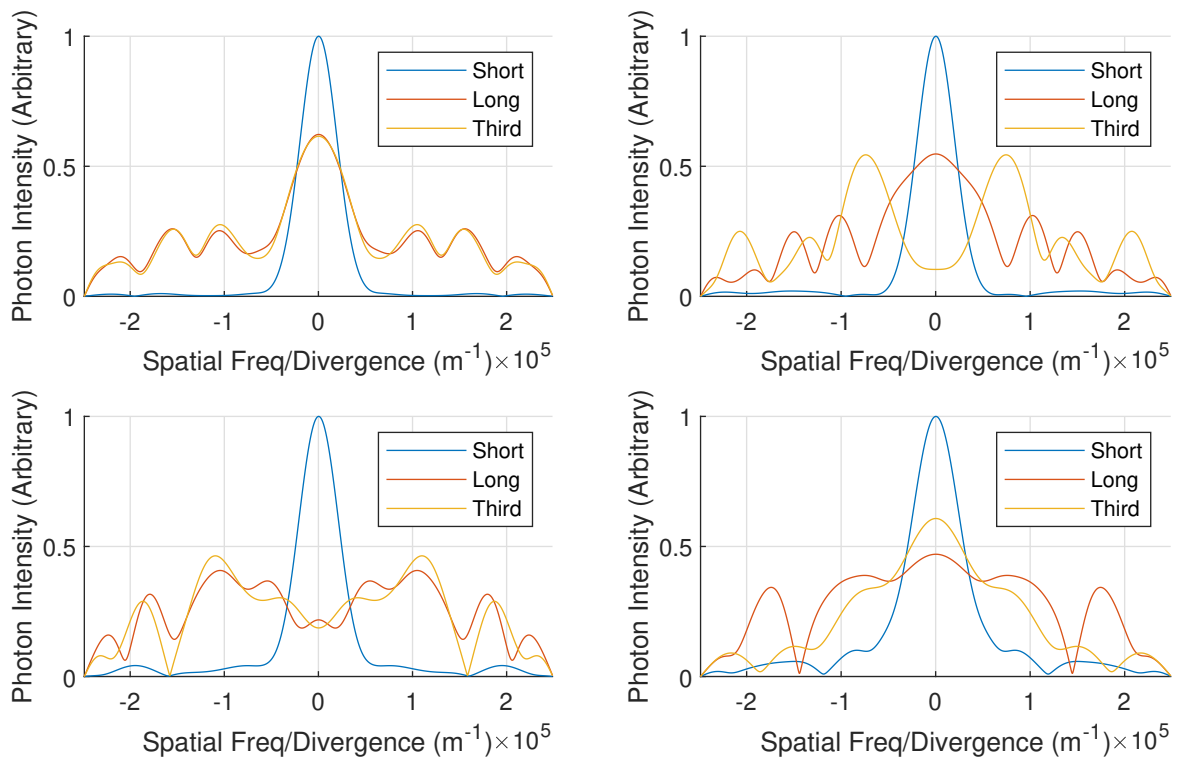 Photon Intensity (Arbitrary)
1
0.5
0
Short
Long
Third
-2 -1 0 1 2
Spatial Freq/Divergence (m⁻¹)×10⁵
Photon Intensity (Arbitrary)
1
0.5
0
Short
Long
Third
-2 -1 0 1 2
Spatial Freq/Divergence (m⁻¹)×10⁵
Photon Intensity (Arbitrary)
1
0.5
0
Short
Long
Third
-2 -1 0 1 2
Spatial Freq/Divergence (m⁻¹)×10⁵
Photon Intensity (Arbitrary)
1
0.5
0
Short
Long
Third
-2 -1 0 1 2
Spatial Freq/Divergence (m⁻¹)×10⁵